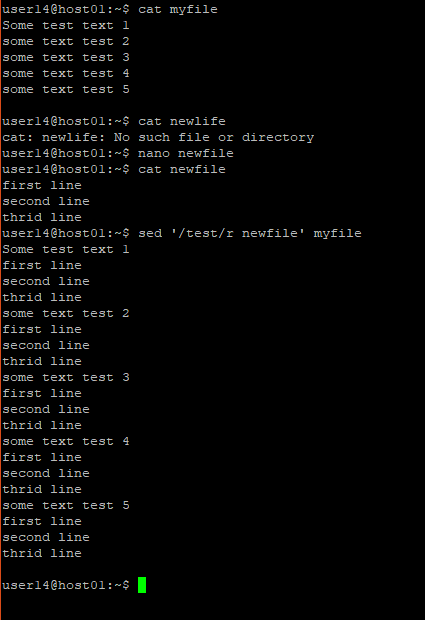 user14@host01:~$ cat myfile
Some test text 1
some text test 2
some text test 3
some text test 4
some text test 5
user14@host01:~$ cat newlife
cat: newlife: No such file or directory
user14@host01:~$ nano newfile
user14@host01:~$ cat newfile
first line
second line
thrid line
user14@host01:~$ sed '/test/r newfile' myfile
Some test text 1
first line
second line
thrid line
some text test 2
first line
second line
thrid line
some text test 3
first line
second line
thrid line
some text test 4
first line
second line
thrid line
some text test 5
first line
second line
thrid line
user14@host01:~$